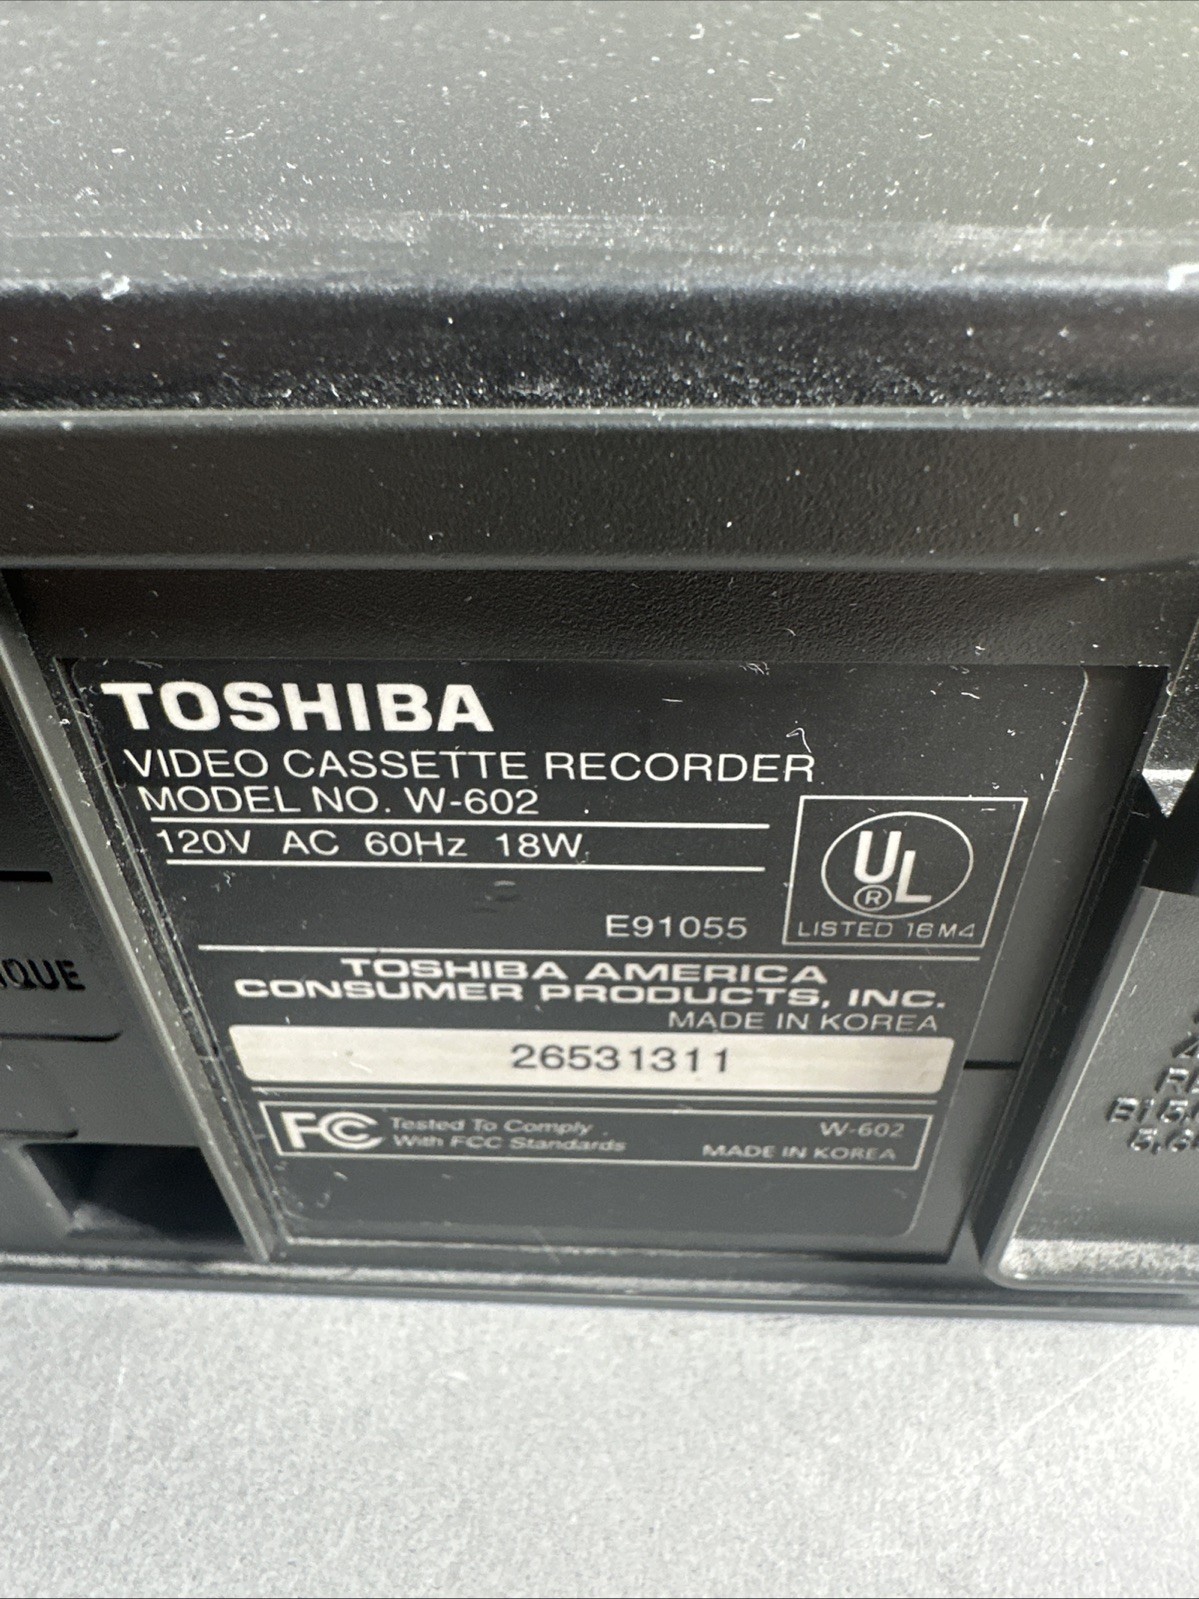 TOSHIBA
VIDEO CASSETTE RECORDER
MODEL NO. W-602
120V AC 60Hz 18W
E91055
UL
®
LISTED 16M4
TOSHIBA AMERICA
CONSUMER PRODUCTS, INC.
MADE IN KOREA
26531311
FC Tested To Comply
With FCC Standards
W-602
MADE IN KOREA